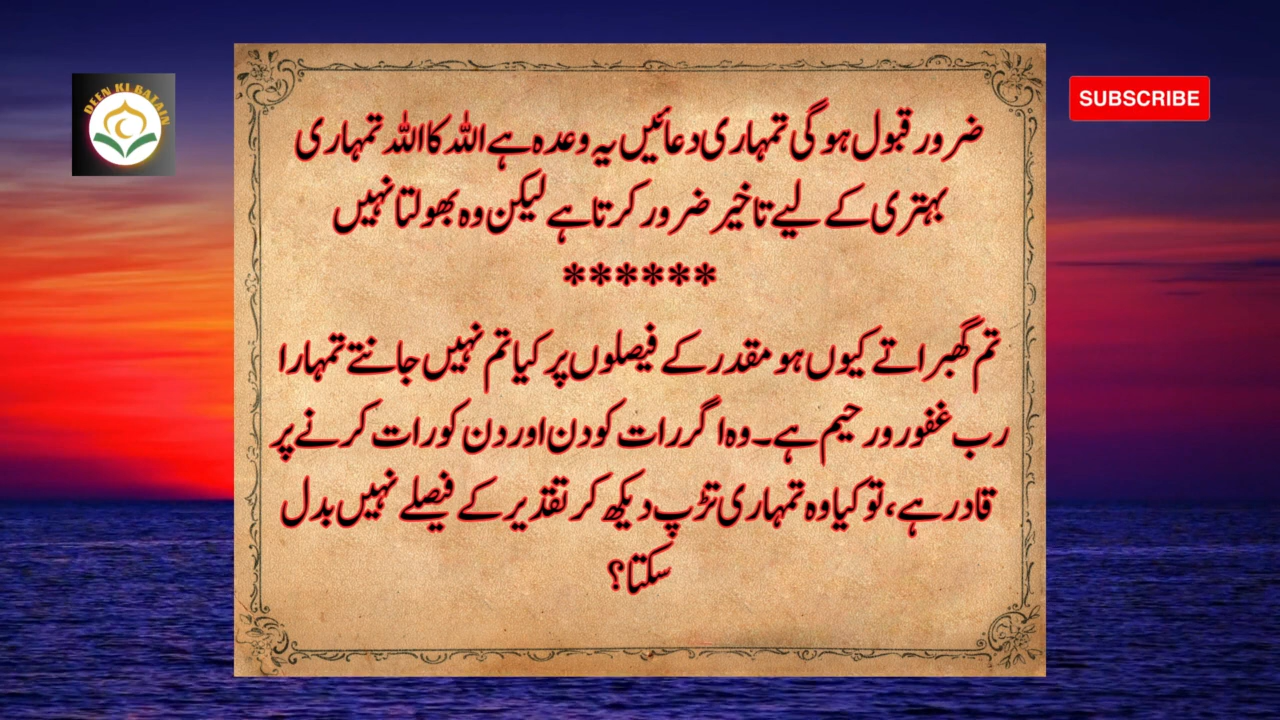 DEEN KI BATAIN
SUBSCRIBE
ضرور قبول ہوگی تمہاری دعائیں یہ وعدہ ہے اللہ کا اللہ تمہاری
بہتری کے لیے تاخیر ضرور کرتا ہے لیکن وہ بھولتا نہیں
******
تم گھبراتے کیوں ہو مقدر کے فیصلوں پر کیا تم نہیں جانتے تمہارا
رب غفور ورحیم ہے۔ وہ اگر رات کو دن اور دن کو رات کرنے پر
قادر ہے، تو کیا وہ تمہاری تڑپ دیکھ کر تقدیر کے فیصلے نہیں بدل
سکتا؟